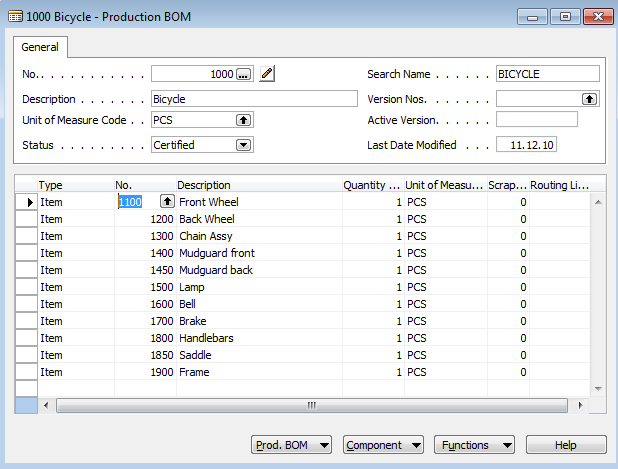 1000 Bicycle - Production BOM
General
No. . . . . . . . . . . . 1000 ... Search Name . . . . . . BICYCLE
Description . . . . . . . Bicycle Version Nos. . . . . . .
Unit of Measure Code . . PCS Active Version. . . . . .
Status . . . . . . . . . Certified Last Date Modified . . . 11.12.10
Type No. Description Quantity ... Unit of Measu... Scrap... Routing Li...
Item 1100 Front Wheel 1 PCS 0
Item 1200 Back Wheel 1 PCS 0
Item 1300 Chain Assy 1 PCS 0
Item 1400 Mudguard front 1 PCS 0
Item 1450 Mudguard back 1 PCS 0
Item 1500 Lamp 1 PCS 0
Item 1600 Bell 1 PCS 0
Item 1700 Brake 1 PCS 0
Item 1800 Handlebars 1 PCS 0
Item 1850 Saddle 1 PCS 0
Item 1900 Frame 1 PCS 0
Prod. BOM Component Functions Help